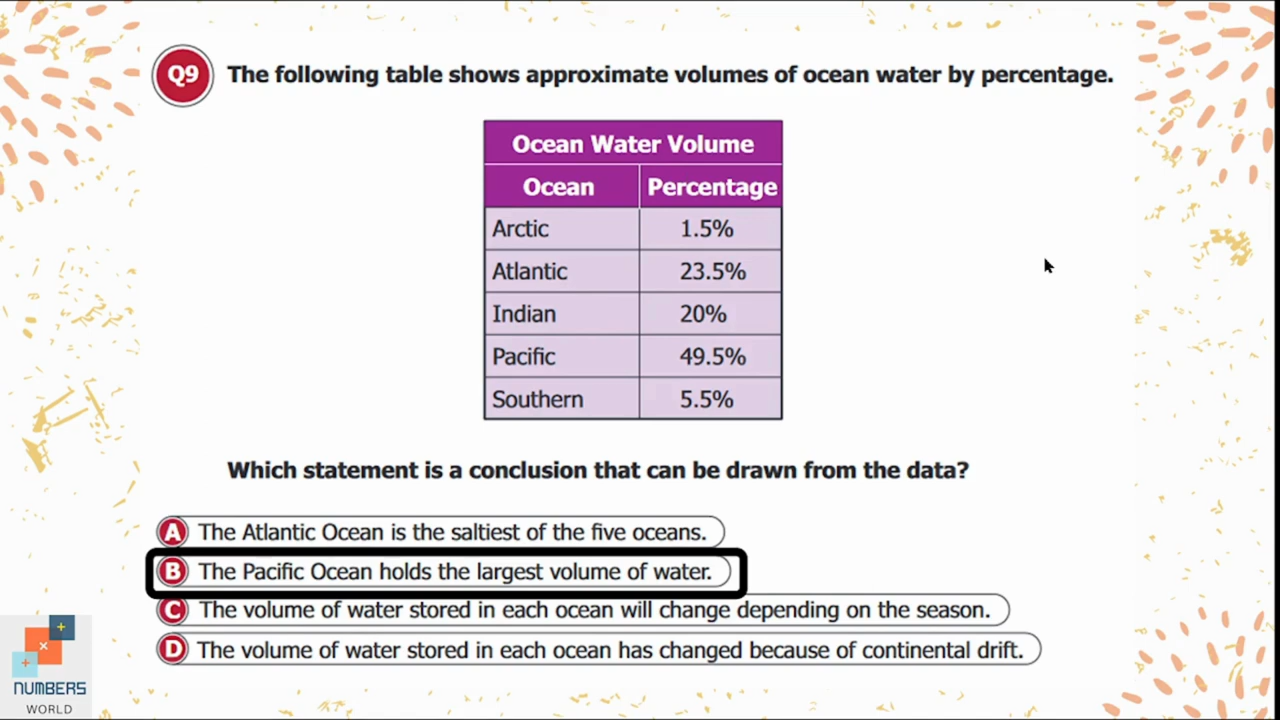 Q9 The following table shows approximate volumes of ocean water by percentage.
Ocean Water Volume
Ocean Percentage
Arctic 1.5%
Atlantic 23.5%
Indian 20%
Pacific 49.5%
Southern 5.5%
Which statement is a conclusion that can be drawn from the data?
A The Atlantic Ocean is the saltiest of the five oceans.
B The Pacific Ocean holds the largest volume of water.
C The volume of water stored in each ocean will change depending on the season.
D The volume of water stored in each ocean has changed because of continental drift.
+
×
+
NUMBERS
WORLD